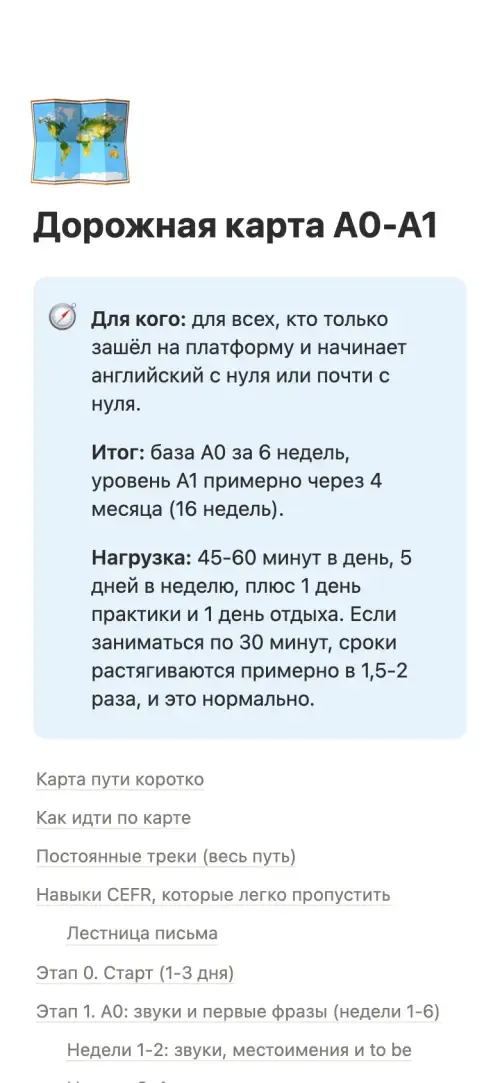 Дорожная карта A0-A1
Для кого: для всех, кто только
зашёл на платформу и начинает
английский с нуля или почти с
нуля.
Итог: база A0 за 6 недель,
уровень A1 примерно через 4
месяца (16 недель).
Нагрузка: 45-60 минут в день, 5
дней в неделю, плюс 1 день
практики и 1 день отдыха. Если
заниматься по 30 минут, сроки
растягиваются примерно в 1,5-2
раза, и это нормально.
Карта пути коротко
Как идти по карте
Постоянные треки (весь путь)
Навыки CEFR, которые легко пропустить
Лестница письма
Этап 0. Старт (1-3 дня)
Этап 1. A0: звуки и первые фразы (недели 1-6)
Недели 1-2: звуки, местоимения и to be